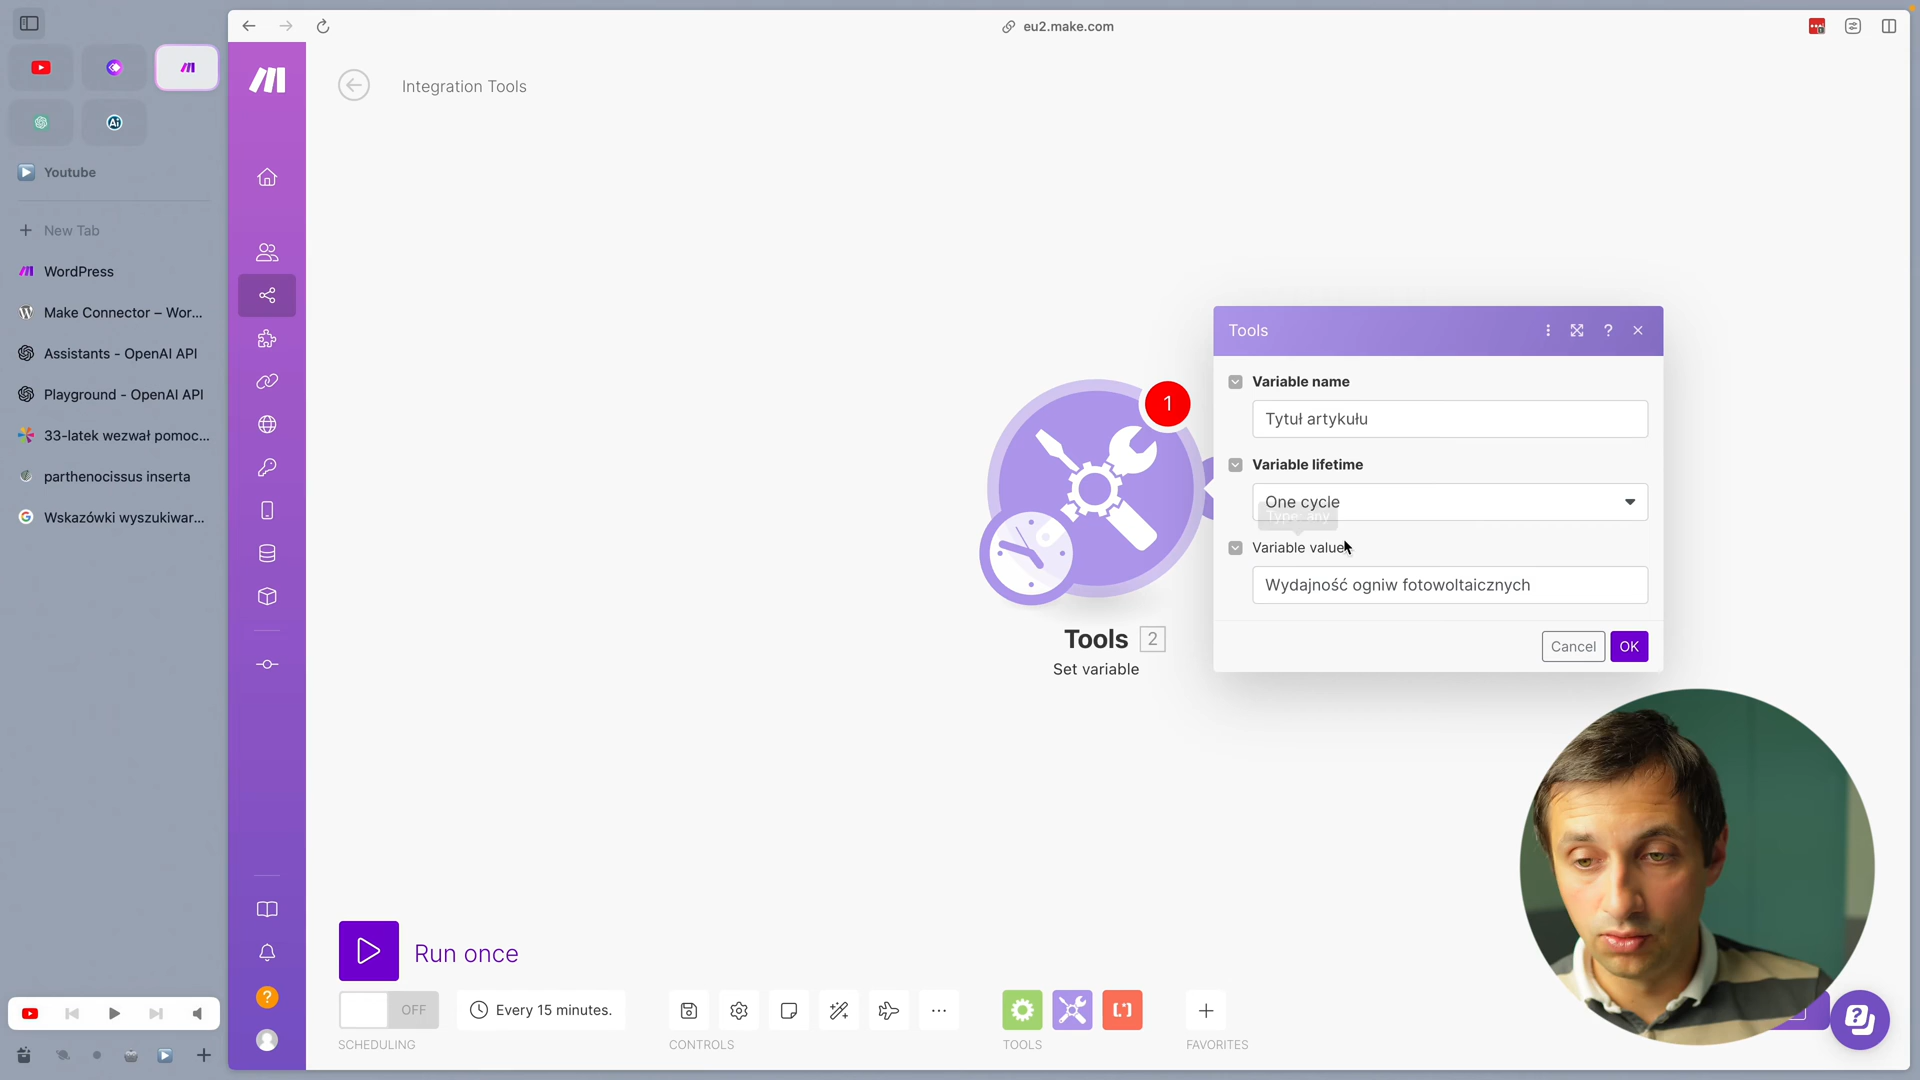 eu2.make.com
Integration Tools
Youtube
New Tab
WordPress
Make Connector – Wor...
Assistants - OpenAI API
Playground - OpenAI API
33-latek wezwał pomoc...
parthenocissus inserta
Wskazówki wyszukiwar...
Tools
Variable name
Tytuł artykułu
Variable lifetime
One cycle
Type: any
Variable value
Wydajność ogniw fotowoltaicznych
Cancel
OK
1
Tools 2
Set variable
Run once
OFF
Every 15 minutes.
SCHEDULING
CONTROLS
TOOLS
FAVORITES